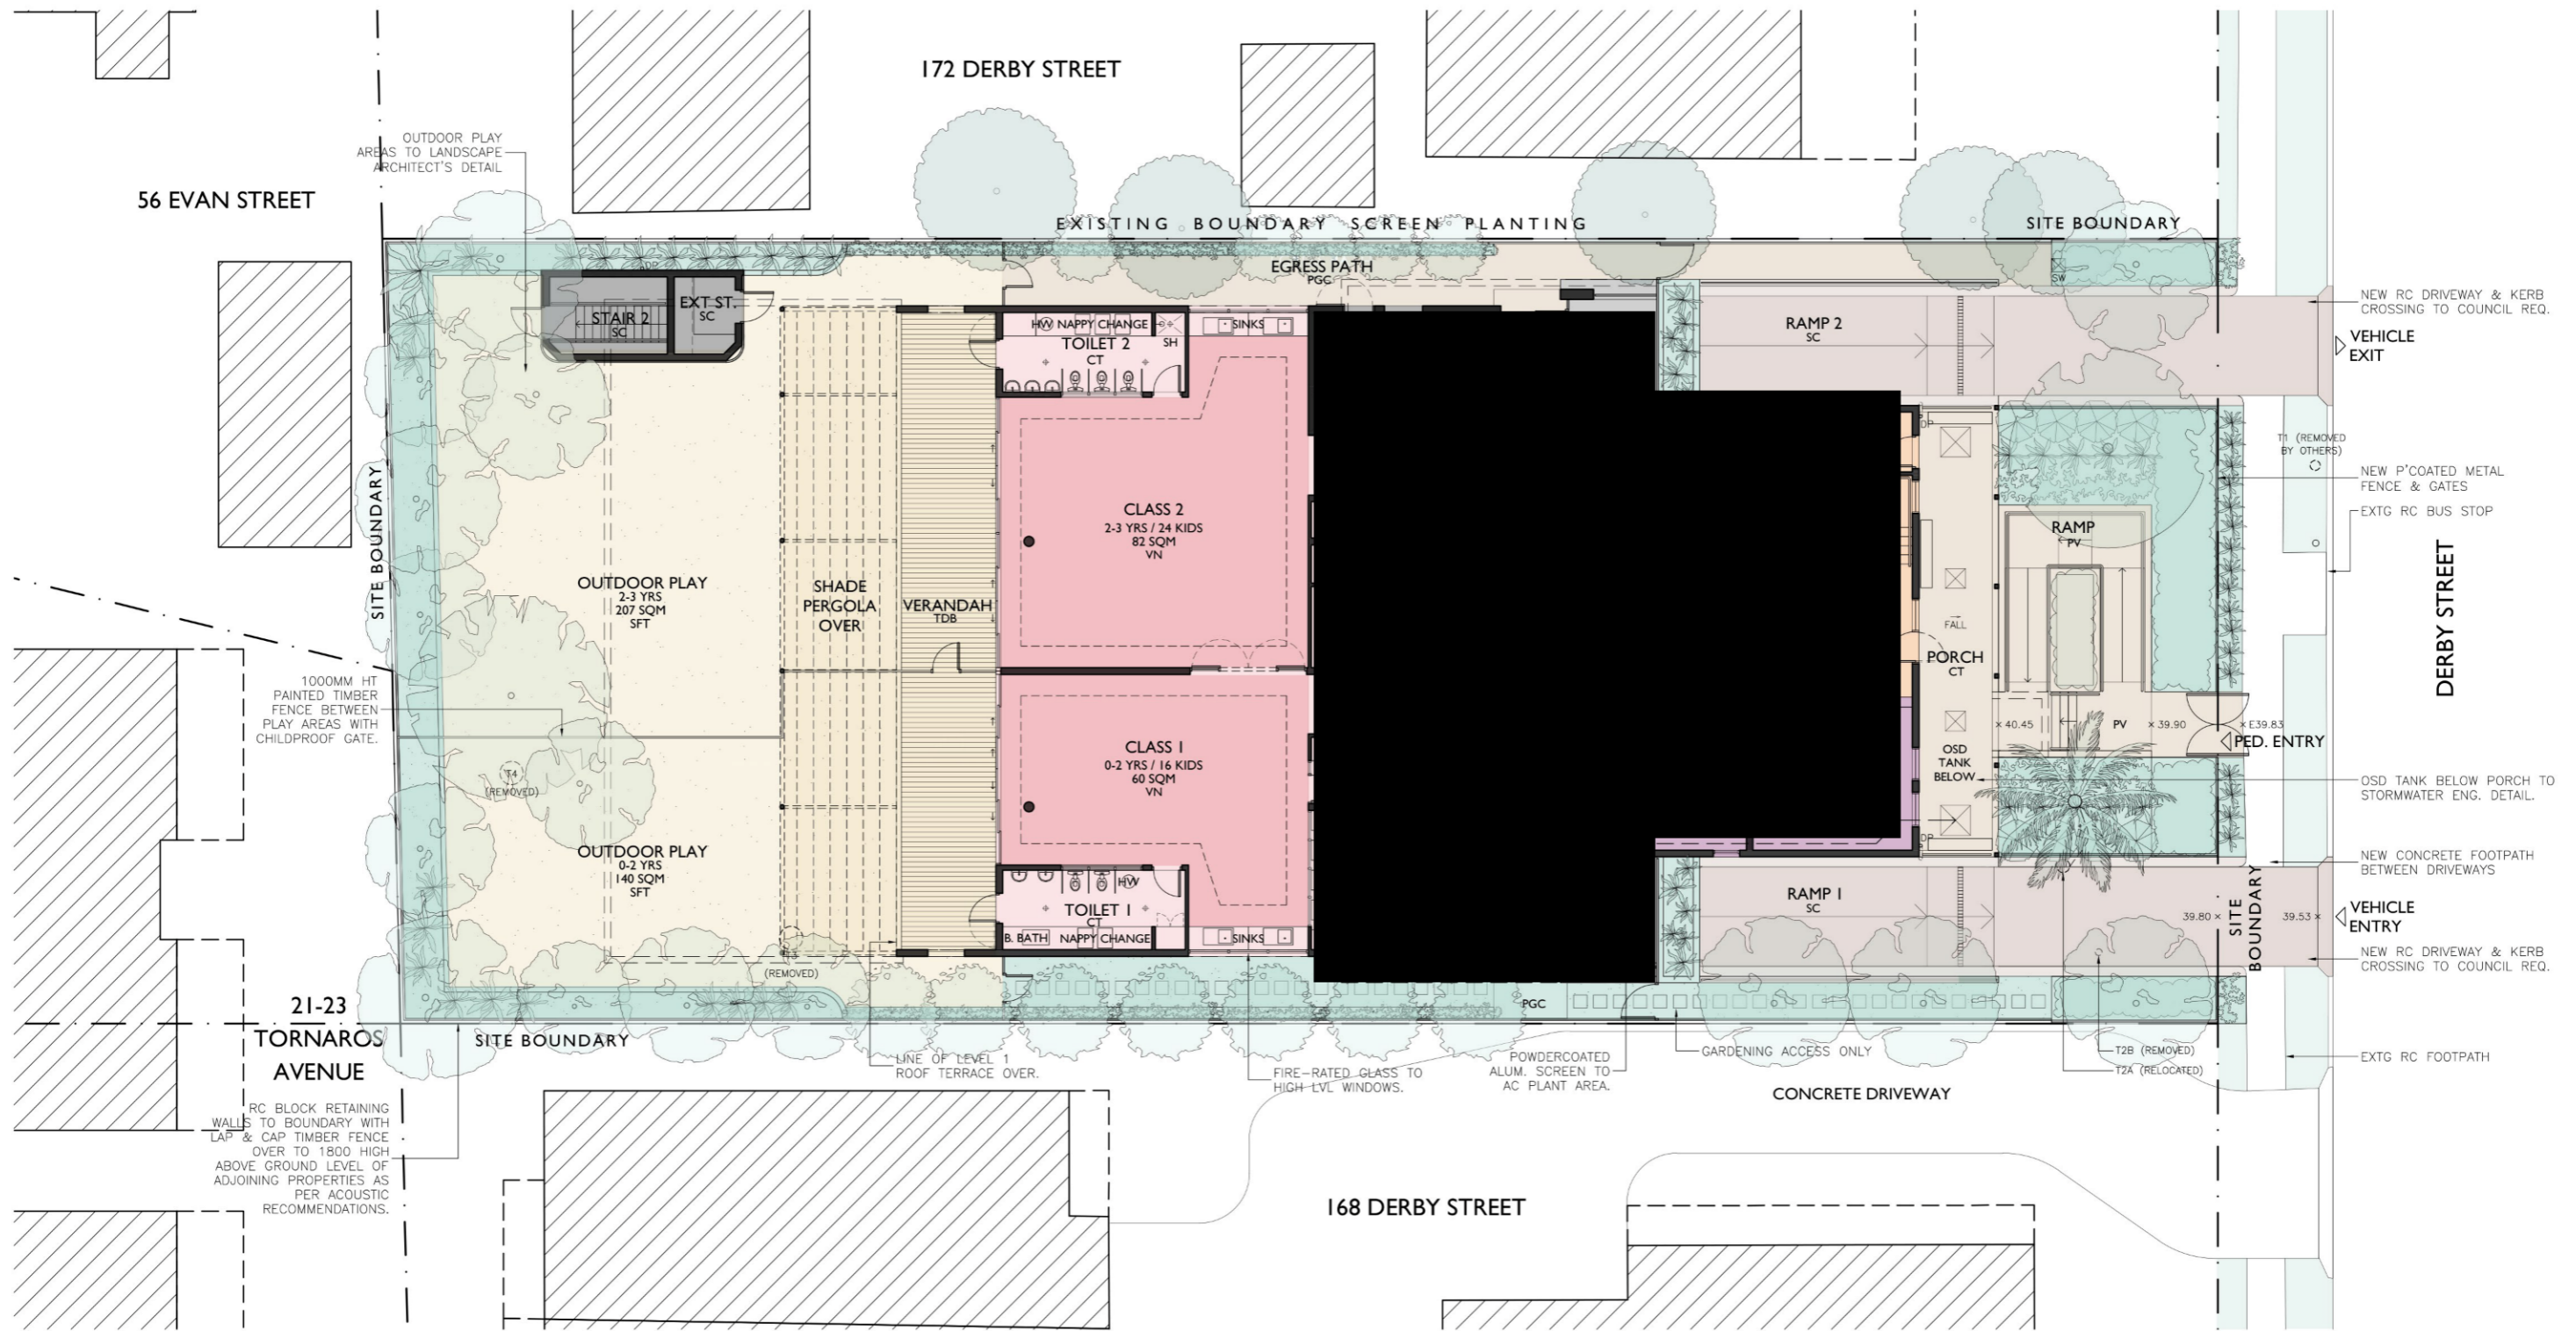 172 DERBY STREET
OUTDOOR PLAY
AREAS TO LANDSCAPE
ARCHITECT'S DETAIL
56 EVAN STREET
EXISTING BOUNDARY SCREEN PLANTING
SITE BOUNDARY
EGRESS PATH
PGC
SW
STAIR 2
SC
EXT ST.
SC
HW NAPPY CHANGE
SH
SINKS
TOILET 2
CT
RAMP 2
SC
NEW RC DRIVEWAY & KERB
CROSSING TO COUNCIL REQ.
VEHICLE
EXIT
DP
T1 (REMOVED
BY OTHERS)
NEW P'COATED METAL
FENCE & GATES
EXTG RC BUS STOP
SITE BOUNDARY
CLASS 2
2-3 YRS / 24 KIDS
82 SQM
VN
RAMP
PV
DERBY STREET
OUTDOOR PLAY
2-3 YRS
207 SQM
SFT
SHADE
PERGOLA
OVER
VERANDAH
TDB
FALL
PORCH
CT
1000MM HT
PAINTED TIMBER
FENCE BETWEEN
PLAY AREAS WITH
CHILDPROOF GATE.
CLASS 1
0-2 YRS / 16 KIDS
60 SQM
VN
40.45
PV
39.90
E39.83
PED. ENTRY
OSD
TANK
BELOW
T4
(REMOVED)
OSD TANK BELOW PORCH TO
STORMWATER ENG. DETAIL.
DP
OUTDOOR PLAY
0-2 YRS
140 SQM
SFT
NEW CONCRETE FOOTPATH
BETWEEN DRIVEWAYS
HW
TOILET 1
CT
B. BATH
NAPPY CHANGE
SINKS
RAMP 1
SC
39.80
SITE
BOUNDARY
39.53
VEHICLE
ENTRY
NEW RC DRIVEWAY & KERB
CROSSING TO COUNCIL REQ.
(REMOVED)
PGC
21-23
TORNAROS
AVENUE
SITE BOUNDARY
LINE OF LEVEL 1
ROOF TERRACE OVER.
FIRE-RATED GLASS TO
HIGH LVL WINDOWS.
POWDERCOATED
ALUM. SCREEN TO
AC PLANT AREA.
GARDENING ACCESS ONLY
T2B (REMOVED)
T2A (RELOCATED)
EXTG RC FOOTPATH
CONCRETE DRIVEWAY
RC BLOCK RETAINING
WALLS TO BOUNDARY WITH
LAP & CAP TIMBER FENCE
OVER TO 1800 HIGH
ABOVE GROUND LEVEL OF
ADJOINING PROPERTIES AS
PER ACOUSTIC
RECOMMENDATIONS.
168 DERBY STREET